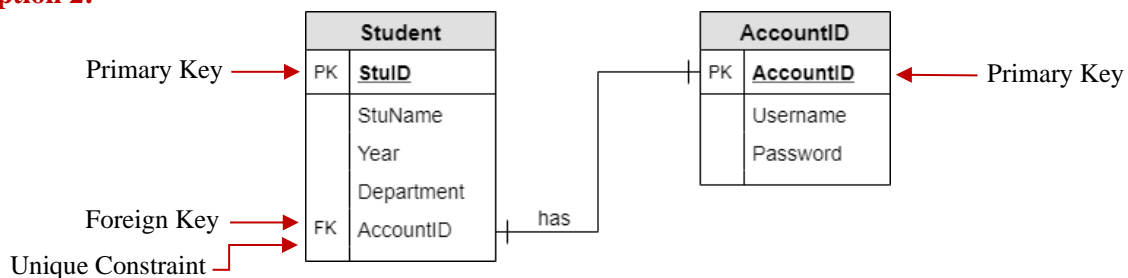 ption 2:
Student
AccountID
Primary Key
PK
StuID
PK
AccountID
Primary Key
StuName
Username
Year
Password
Department
Foreign Key
FK
AccountID
has
Unique Constraint